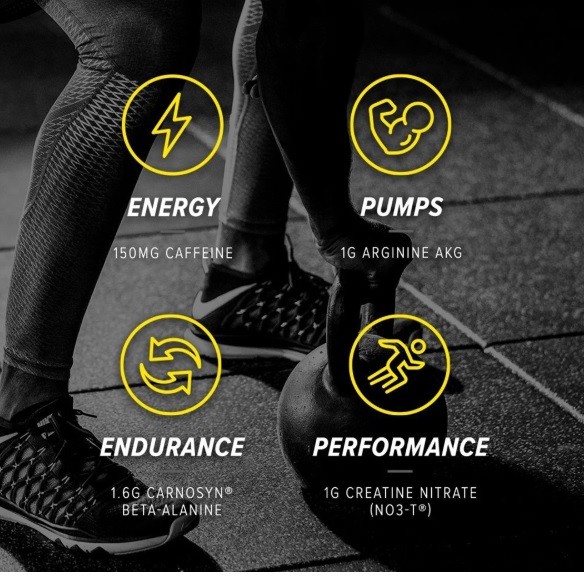 ENERGY
150MG CAFFEINE
PUMPS
1G ARGININE AKG
ENDURANCE
1.6G CARNOSYN®
BETA-ALANINE
PERFORMANCE
1G CREATINE NITRATE
(NO3-T®)